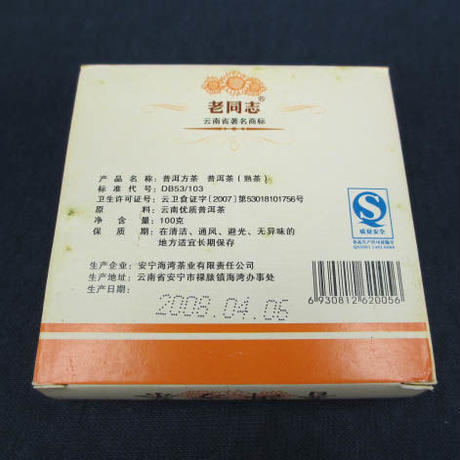 老同志®
云南省著名商标
产 品 名 称：普洱方茶 普洱茶（熟茶）
标 准 代 号：DB53/103
卫生许可证号：云卫食证字［2007］第53018101756号
原 料：云南优质普洱茶
净 含 量：100克
保 质 期：在清洁、通风、避光、无异味的
地方适宜长期保存
生产企业：安宁海湾茶业有限责任公司
生产地址：云南省安宁市禄脿镇海湾办事处
生产日期：
2008.04.06
质量安全
6930812620056